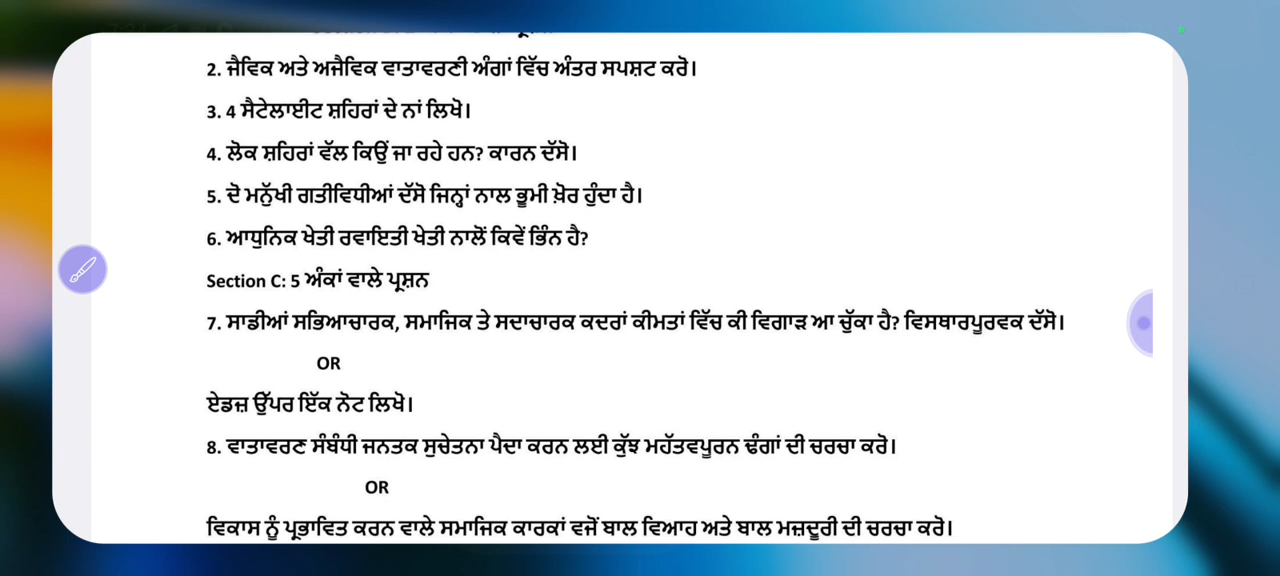 2. ਜੈਵਿਕ ਅਤੇ ਅਜੈਵਿਕ ਵਾਤਾਵਰਣੀ ਅੰਗਾਂ ਵਿੱਚ ਅੰਤਰ ਸਪਸ਼ਟ ਕਰੋ।
3. 4 ਸੈਟੇਲਾਈਟ ਸ਼ਹਿਰਾਂ ਦੇ ਨਾਂ ਲਿਖੋ।
4. ਲੋਕ ਸ਼ਹਿਰਾਂ ਵੱਲ ਕਿਉਂ ਜਾ ਰਹੇ ਹਨ? ਕਾਰਨ ਦੱਸੋ।
5. ਦੋ ਮਨੁੱਖੀ ਗਤੀਵਿਧੀਆਂ ਦੱਸੋ ਜਿਨ੍ਹਾਂ ਨਾਲ ਭੂਮੀ ਖ਼ੋਰ ਹੁੰਦਾ ਹੈ।
6. ਆਧੁਨਿਕ ਖੇਤੀ ਰਵਾਇਤੀ ਖੇਤੀ ਨਾਲੋਂ ਕਿਵੇਂ ਭਿੰਨ ਹੈ?
Section C: 5 ਅੰਕਾਂ ਵਾਲੇ ਪ੍ਰਸ਼ਨ
7. ਸਾਡੀਆਂ ਸਭਿਆਚਾਰਕ, ਸਮਾਜਿਕ ਤੇ ਸਦਾਚਾਰਕ ਕਦਰਾਂ ਕੀਮਤਾਂ ਵਿੱਚ ਕੀ ਵਿਗਾੜ ਆ ਚੁੱਕਾ ਹੈ? ਵਿਸਥਾਰਪੂਰਵਕ ਦੱਸੋ।
OR
ਏਡਜ਼ ਉੱਪਰ ਇੱਕ ਨੋਟ ਲਿਖੋ।
8. ਵਾਤਾਵਰਣ ਸੰਬੰਧੀ ਜਨਤਕ ਸੁਚੇਤਨਾ ਪੈਦਾ ਕਰਨ ਲਈ ਕੁੱਝ ਮਹੱਤਵਪੂਰਨ ਢੰਗਾਂ ਦੀ ਚਰਚਾ ਕਰੋ।
OR
ਵਿਕਾਸ ਨੂੰ ਪ੍ਰਭਾਵਿਤ ਕਰਨ ਵਾਲੇ ਸਮਾਜਿਕ ਕਾਰਕਾਂ ਵਜੋਂ ਬਾਲ ਵਿਆਹ ਅਤੇ ਬਾਲ ਮਜ਼ਦੂਰੀ ਦੀ ਚਰਚਾ ਕਰੋ।